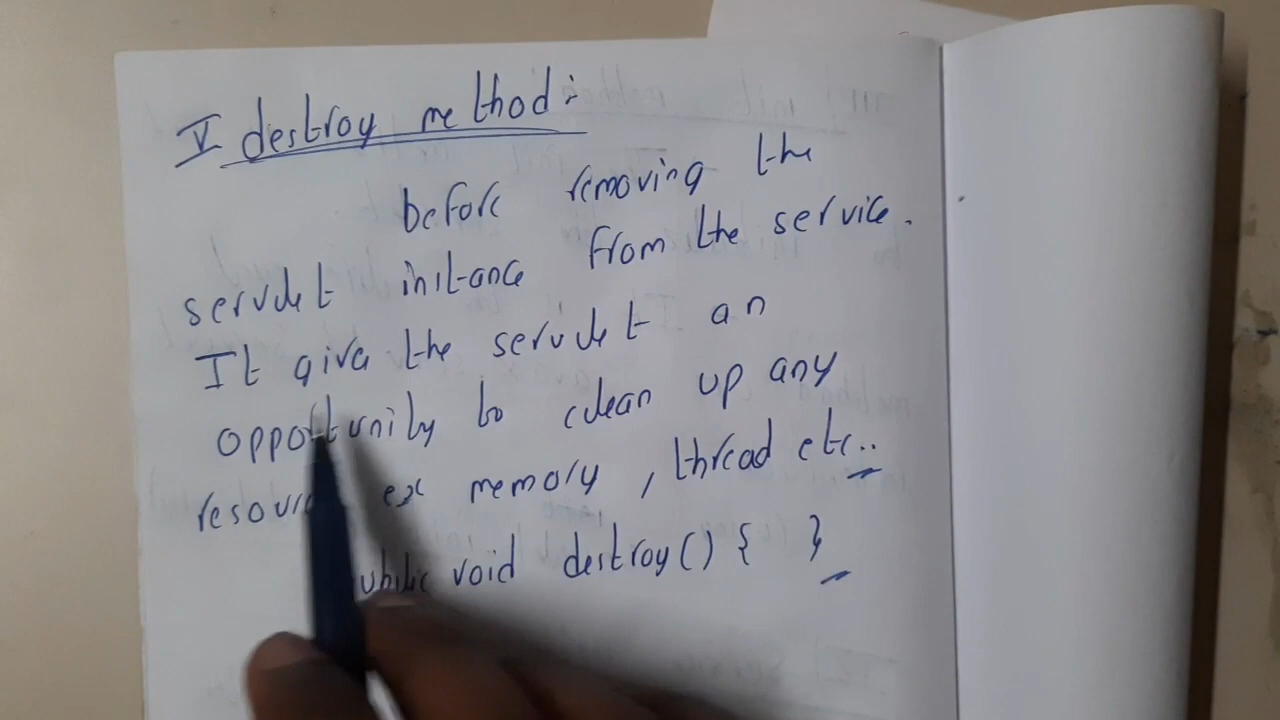 V destroy method :
before removing the
servlet instance from the service.
It give the servlet an
opportunity to clean up any
ex memory , thread etc..
void destroy() { }